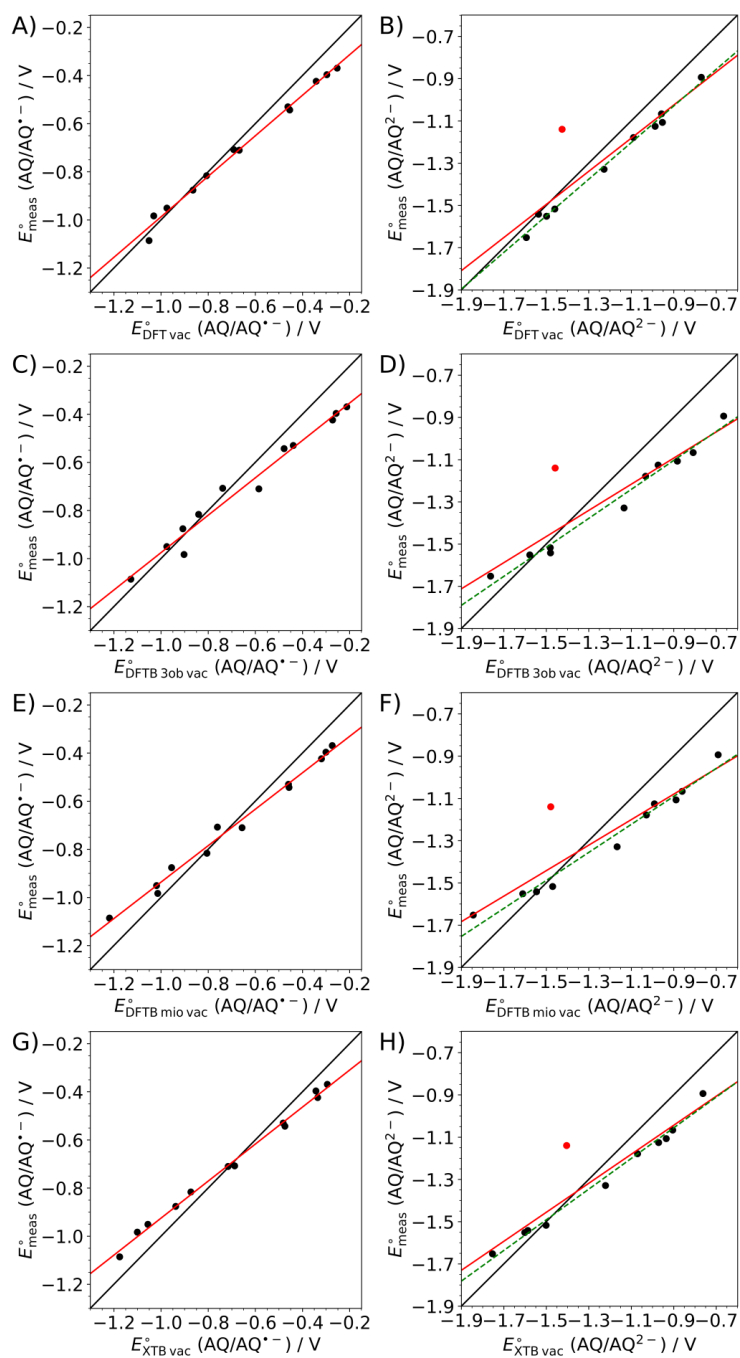 A)
E°meas (AQ/AQ•−) / V
−0.2
−0.4
−0.6
−0.8
−1.0
−1.2
−1.2 −1.0 −0.8 −0.6 −0.4 −0.2
E°DFT vac (AQ/AQ•−) / V
B)
E°meas (AQ/AQ2−) / V
−0.7
−0.9
−1.1
−1.3
−1.5
−1.7
−1.9
−1.9 −1.7 −1.5 −1.3 −1.1 −0.9 −0.7
E°DFT vac (AQ/AQ2−) / V
C)
E°meas (AQ/AQ•−) / V
−0.2
−0.4
−0.6
−0.8
−1.0
−1.2
−1.2 −1.0 −0.8 −0.6 −0.4 −0.2
E°DFTB 3ob vac (AQ/AQ•−) / V
D)
E°meas (AQ/AQ2−) / V
−0.7
−0.9
−1.1
−1.3
−1.5
−1.7
−1.9
−1.9 −1.7 −1.5 −1.3 −1.1 −0.9 −0.7
E°DFTB 3ob vac (AQ/AQ2−) / V
E)
E°meas (AQ/AQ•−) / V
−0.2
−0.4
−0.6
−0.8
−1.0
−1.2
−1.2 −1.0 −0.8 −0.6 −0.4 −0.2
E°DFTB mio vac (AQ/AQ•−) / V
F)
E°meas (AQ/AQ2−) / V
−0.7
−0.9
−1.1
−1.3
−1.5
−1.7
−1.9
−1.9 −1.7 −1.5 −1.3 −1.1 −0.9 −0.7
E°DFTB mio vac (AQ/AQ2−) / V
G)
E°meas (AQ/AQ•−) / V
−0.2
−0.4
−0.6
−0.8
−1.0
−1.2
−1.2 −1.0 −0.8 −0.6 −0.4 −0.2
E°XTB vac (AQ/AQ•−) / V
H)
E°meas (AQ/AQ2−) / V
−0.7
−0.9
−1.1
−1.3
−1.5
−1.7
−1.9
−1.9 −1.7 −1.5 −1.3 −1.1 −0.9 −0.7
E°XTB vac (AQ/AQ2−) / V